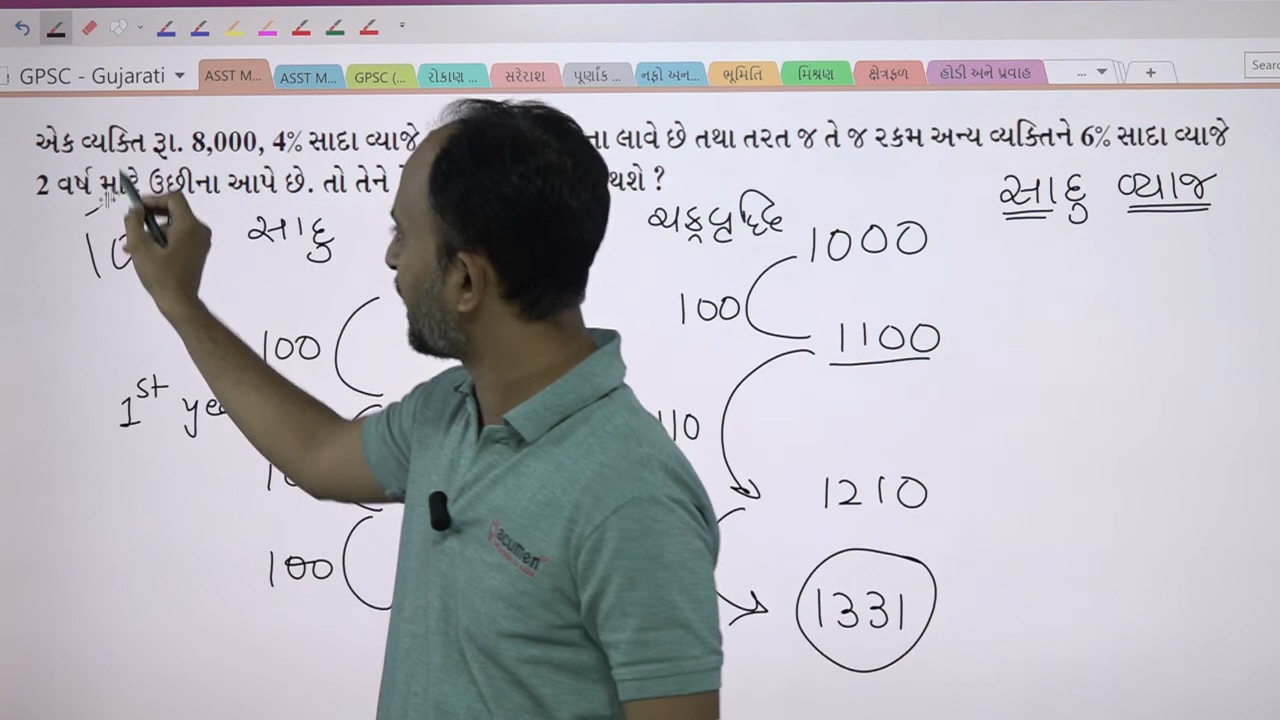 GPSC - Gujarati
ASST M...
ASST M...
GPSC (...
રોકાણ ...
સરેરાશ
પૂર્ણાંક ...
નફો અન...
ભૂમિતિ
મિશ્રણ
ક્ષેત્રફળ
હોડી અને પ્રવાહ
...
+
Searc
એક વ્યક્તિ રૂા. 8,000, 4% સાદા વ્યાજે લાવે છે તથા તરત જ તે જ રકમ અન્ય વ્યક્તિને 6% સાદા વ્યાજે
2 વર્ષ માટે ઉછીના આપે છે. તો તેને થશે ?
સાદુ વ્યાજ
સાદુ
ચક્રવૃદ્ધિ
1000
100
1100
100
1st
110
1210
100
1331
acumen